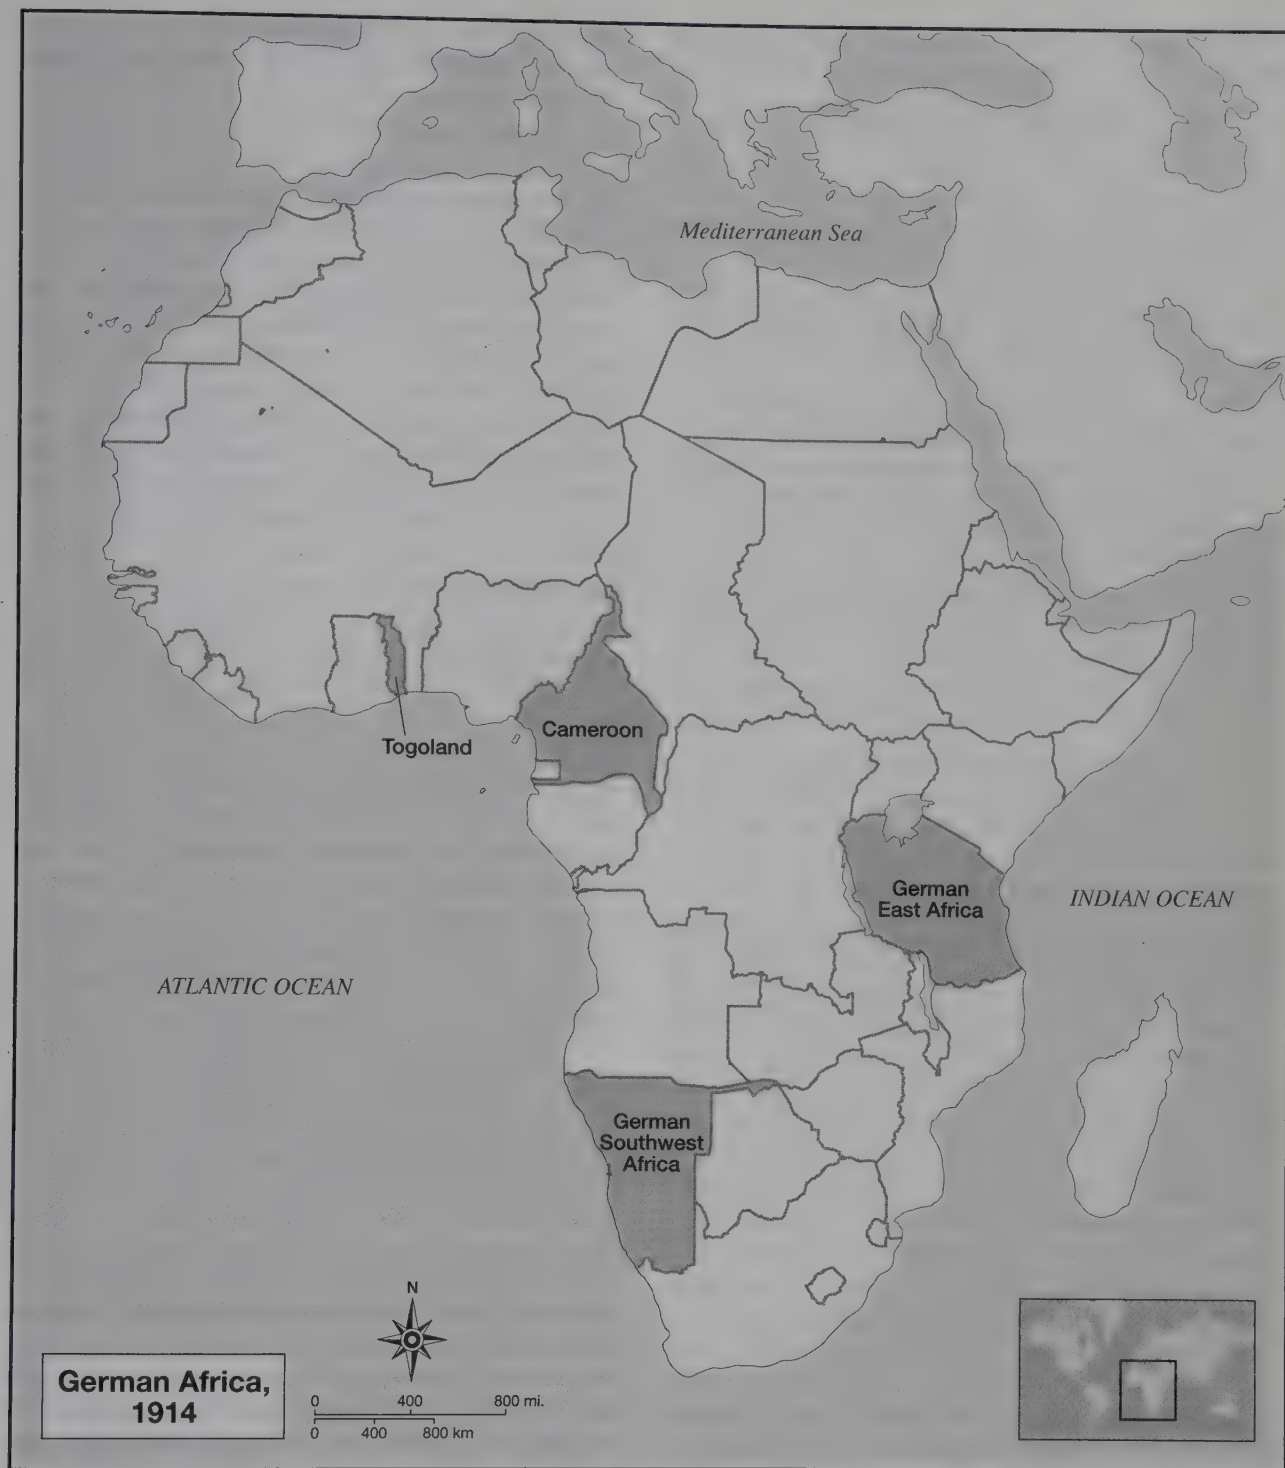 Mediterranean Sea
Togoland
Cameroon
German
East Africa
INDIAN OCEAN
ATLANTIC OCEAN
German
Southwest
Africa
N
German Africa,
1914
0 400 800 mi.
0 400 800 km